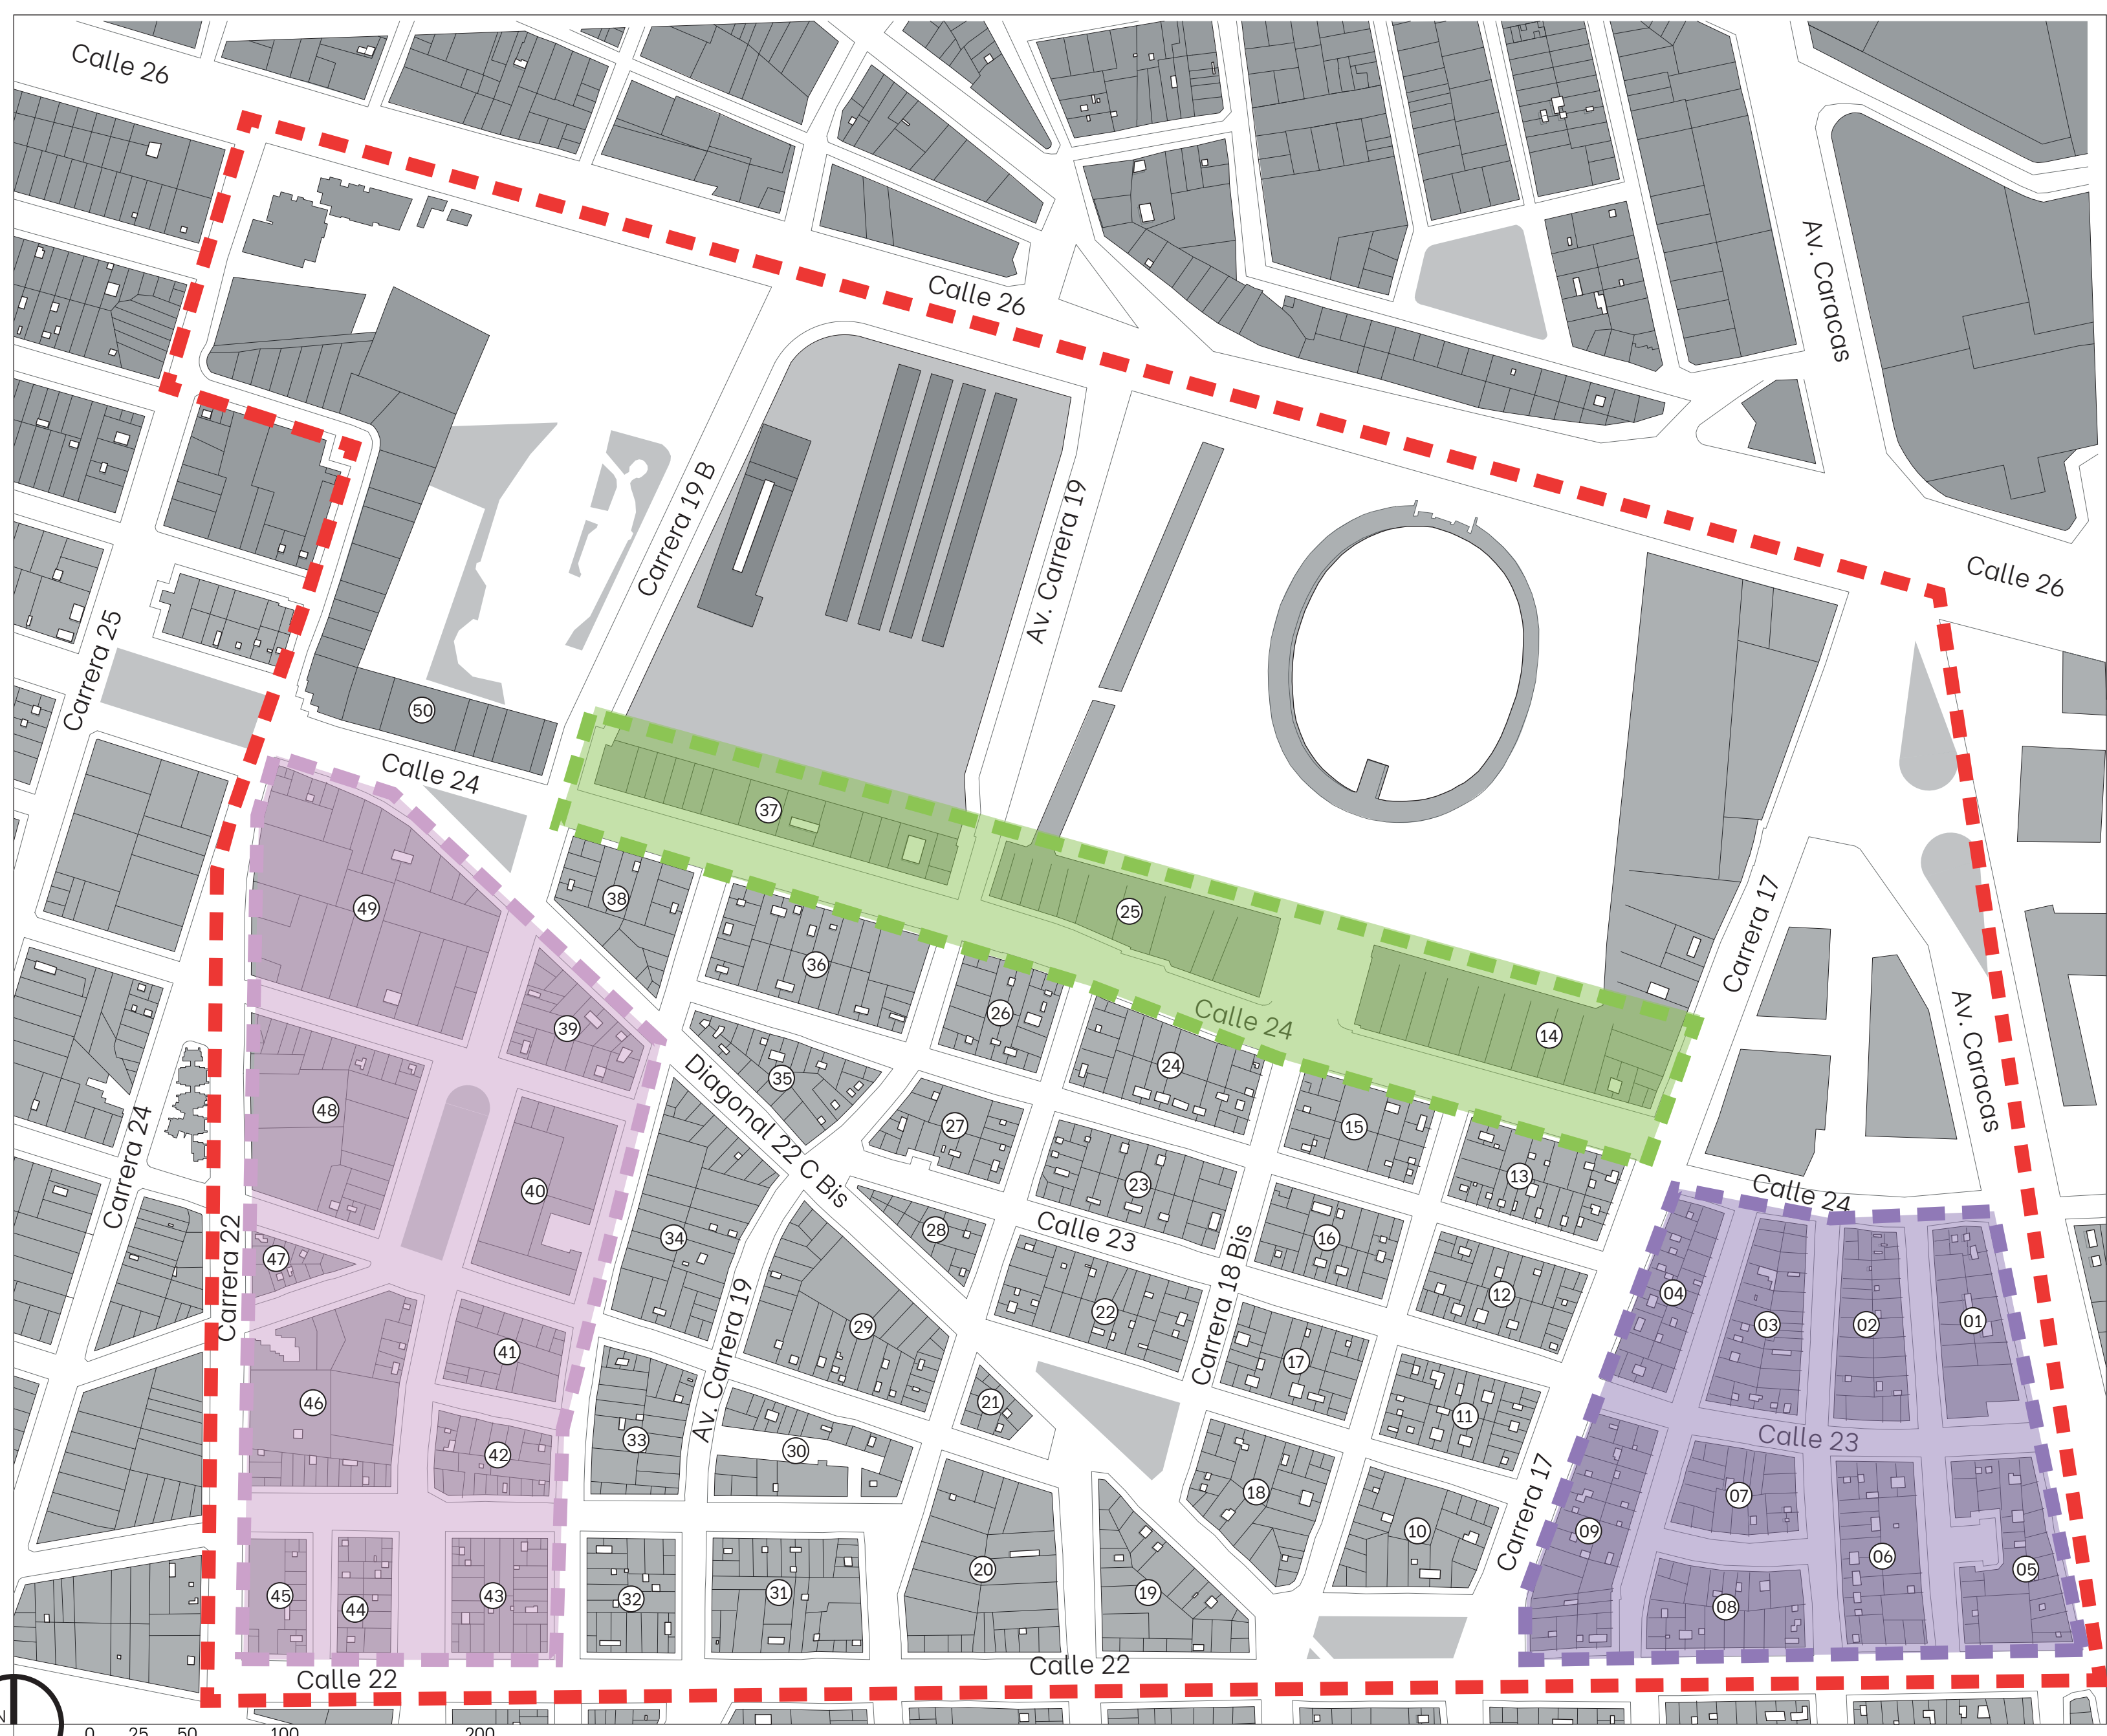 Calle 26
Calle 26
Av. Caracas
Calle 26
Carrera 19 B
Av. Carrera 19
Carrera 25
50
Calle 24
37
49
38
25
36
Carrera 17
26
Calle 24
14
39
24
35
Diagonal 22 C Bis
48
27
15
Av. Caracas
Carrera 24
40
23
13
Calle 24
34
28
Calle 23
16
Carrera 22
47
22
Carrera 18 Bis
12
04
03
02
01
29
41
17
Av. Carrera 19
46
21
11
33
30
42
Calle 23
18
07
Carrera 17
09
10
06
05
20
45
44
43
32
31
19
08
Calle 22
Calle 22
N
0 25 50 100 200